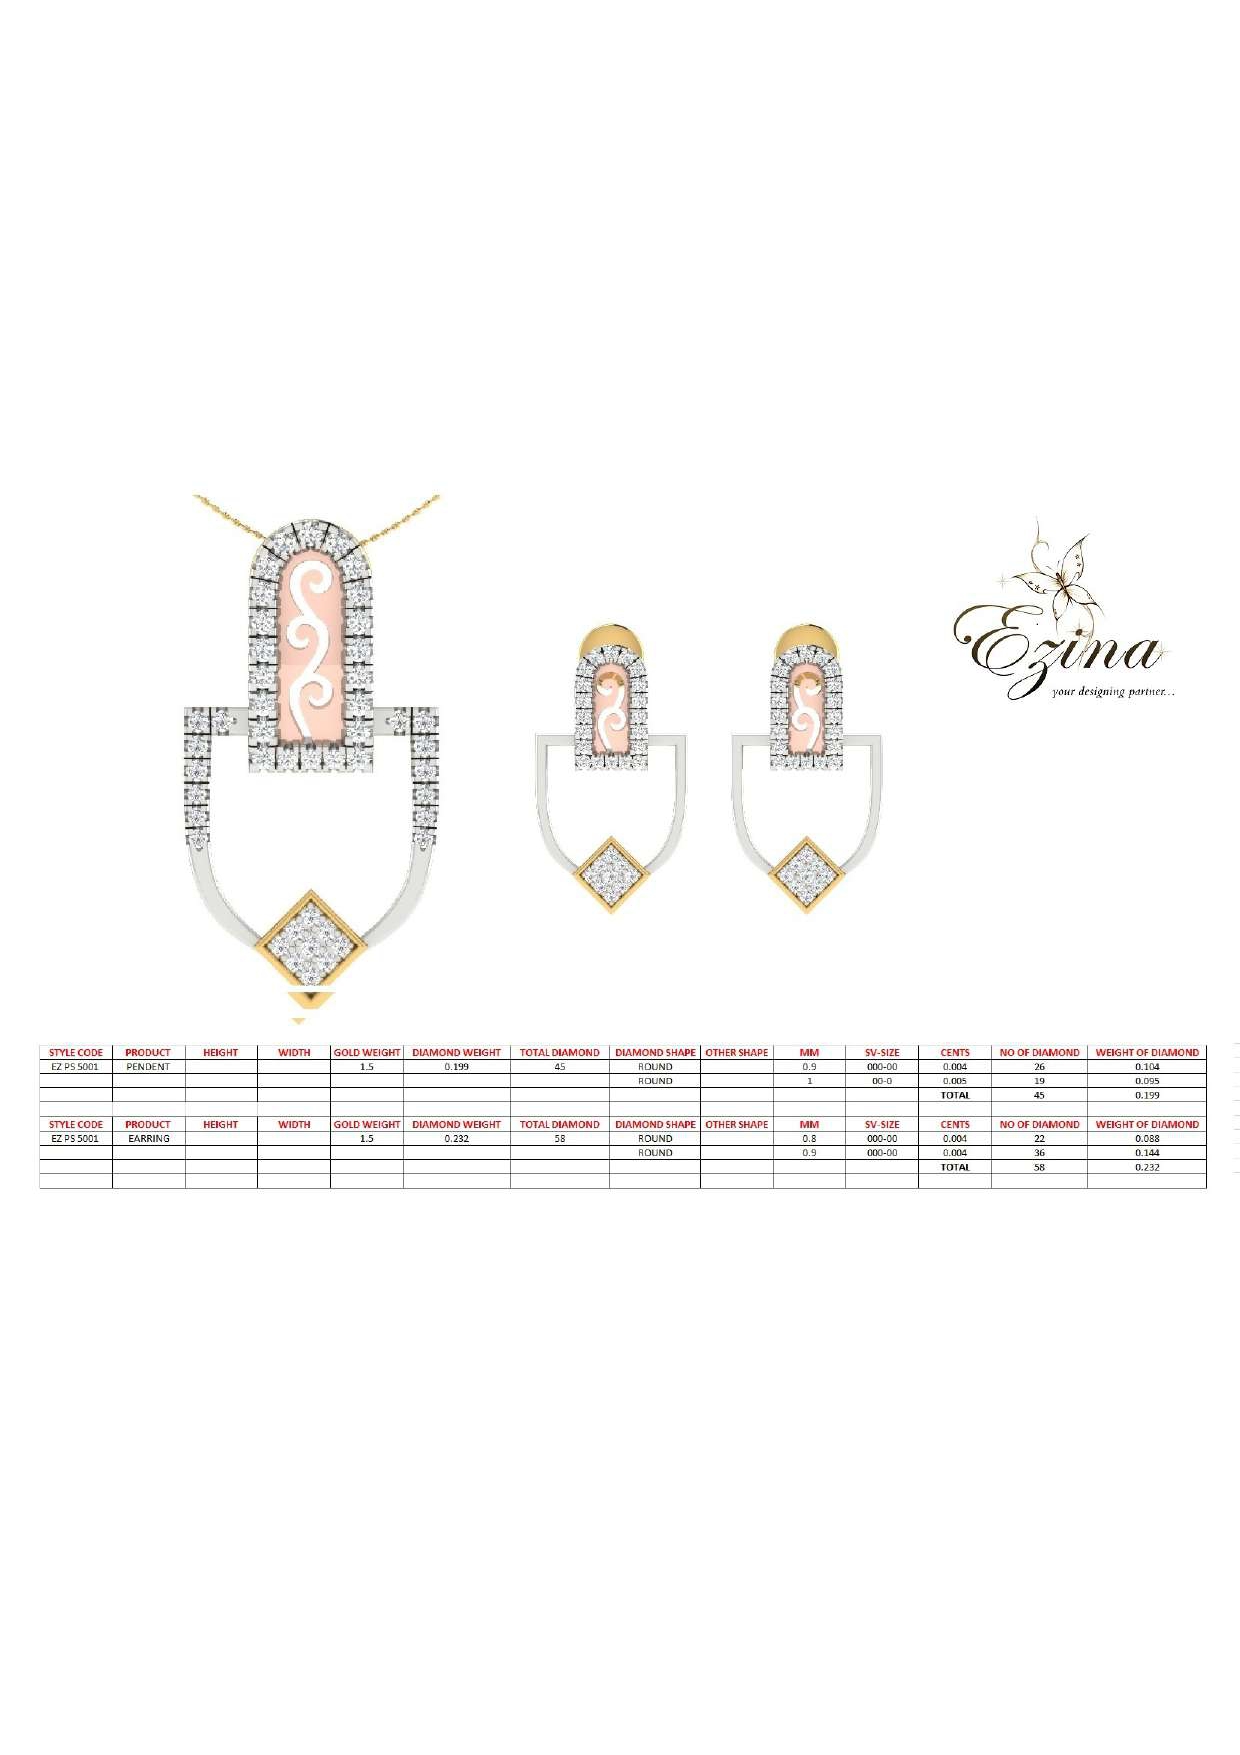 Ezina
your designing partner...
STYLE CODE PRODUCT HEIGHT WIDTH GOLD WEIGHT DIAMOND WEIGHT TOTAL DIAMOND DIAMOND SHAPE OTHER SHAPE MM SV-SIZE CENTS NO OF DIAMOND WEIGHT OF DIAMOND
EZ PS 5001 PENDENT 1.5 0.199 45 ROUND 0.9 000-00 0.004 26 0.104
ROUND 1 00-0 0.005 19 0.095
TOTAL 45 0.199
STYLE CODE PRODUCT HEIGHT WIDTH GOLD WEIGHT DIAMOND WEIGHT TOTAL DIAMOND DIAMOND SHAPE OTHER SHAPE MM SV-SIZE CENTS NO OF DIAMOND WEIGHT OF DIAMOND
EZ PS 5001 EARRING 1.5 0.232 58 ROUND 0.8 000-00 0.004 22 0.088
ROUND 0.9 000-00 0.004 36 0.144
TOTAL 58 0.232